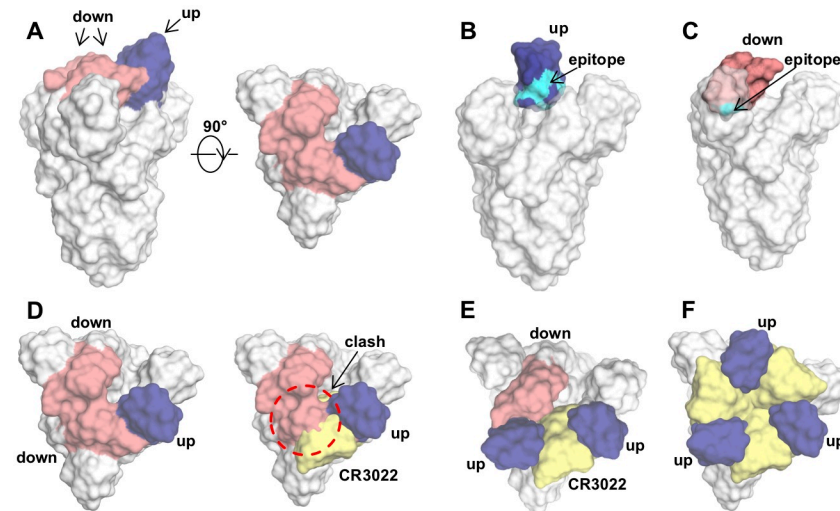 A
down
up
90°
B
up
epitope
C
down
epitope
D
down
down
up
clash
up
CR3022
E
down
up
up
CR3022
F
up
up
up